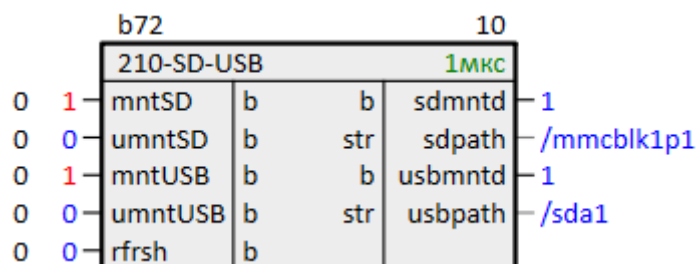 b72 10
210-SD-USB 1мкс
0 1 mntSD b b sdmntd 1
0 0 umntSD b str sdpath /mmcblk1p1
0 1 mntUSB b b usbmntd 1
0 0 umntUSB b str usbpath /sda1
0 0 rfrsh b